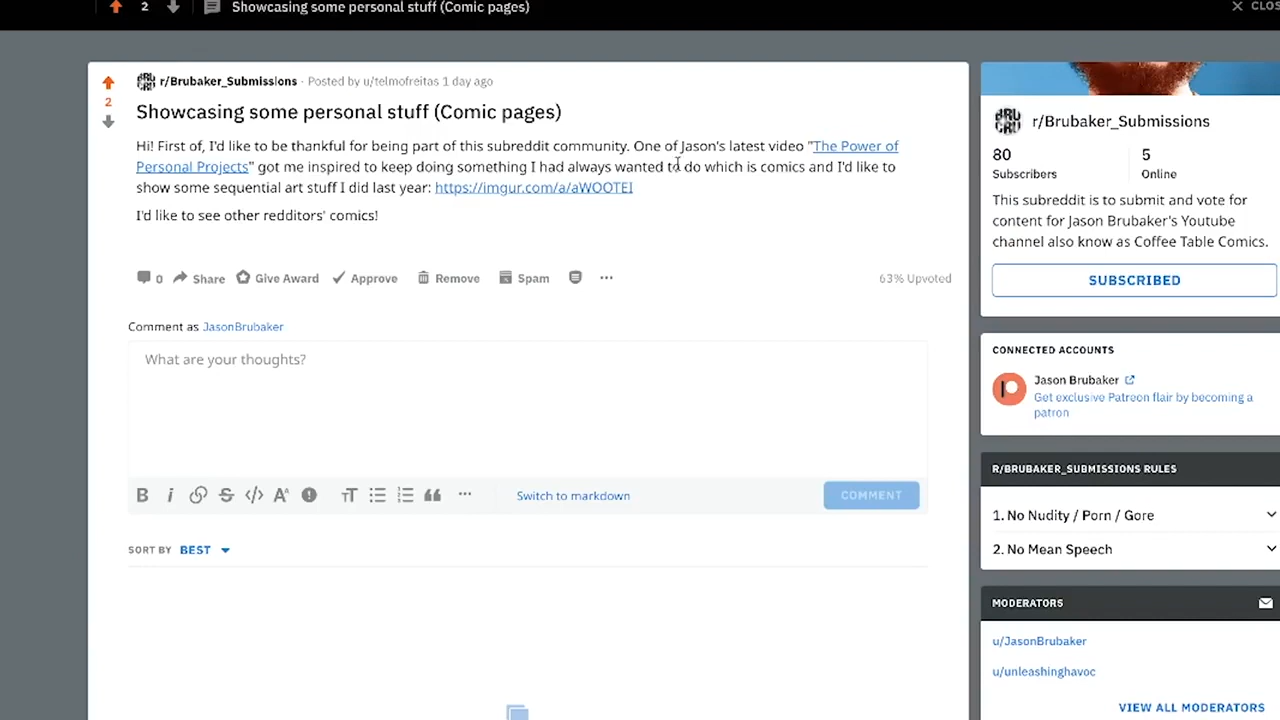 2 Showcasing some personal stuff (Comic pages)
CLOS
r/Brubaker_Submissions · Posted by u/telmofreitas 1 day ago
2
Showcasing some personal stuff (Comic pages)
Hi! First of, I'd like to be thankful for being part of this subreddit community. One of Jason's latest video "The Power of
Personal Projects" got me inspired to keep doing something I had always wanted to do which is comics and I'd like to
show some sequential art stuff I did last year: https://imgur.com/a/aWOOTEI
I'd like to see other redditors' comics!
0 Share Give Award Approve Remove Spam ··· 63% Upvoted
Comment as JasonBrubaker
What are your thoughts?
B i S </> A T ··· Switch to markdown COMMENT
SORT BY BEST
r/Brubaker_Submissions
80 5
Subscribers Online
This subreddit is to submit and vote for
content for Jason Brubaker's Youtube
channel also know as Coffee Table Comics.
SUBSCRIBED
CONNECTED ACCOUNTS
Jason Brubaker
Get exclusive Patreon flair by becoming a
patron
R/BRUBAKER_SUBMISSIONS RULES
1. No Nudity / Porn / Gore
2. No Mean Speech
MODERATORS
u/JasonBrubaker
u/unleashinghavoc
VIEW ALL MODERATORS